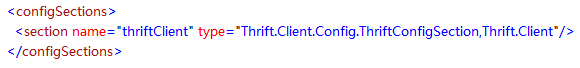 <configSections>
<section name="thriftClient" type="Thrift.Client.Config.ThriftConfigSection,Thrift.Client"/>
</configSections>